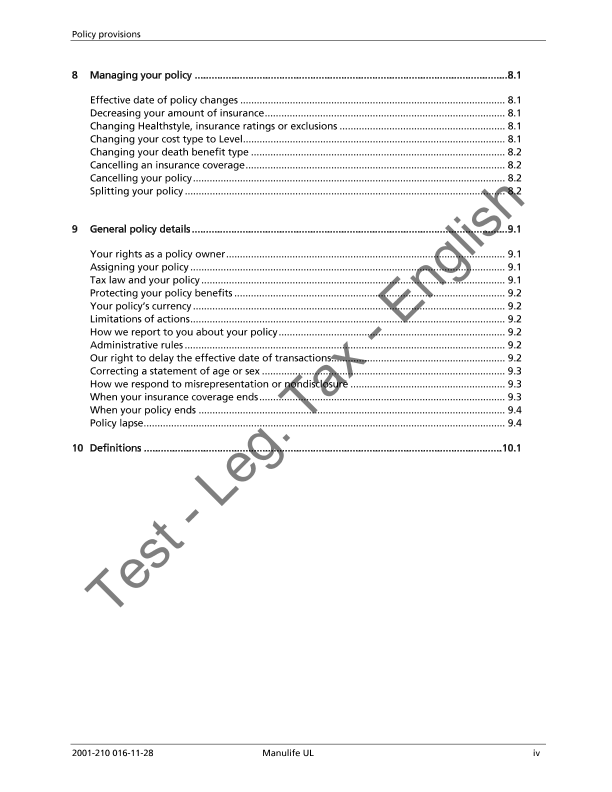 Policy provisions
8 Managing your policy ........................................................................................................8.1
Effective date of policy changes ................................................................................................ 8.1
Decreasing your amount of insurance....................................................................................... 8.1
Changing Healthstyle, insurance ratings or exclusions ............................................................ 8.1
Changing your cost type to Level............................................................................................... 8.1
Changing your death benefit type ............................................................................................ 8.2
Cancelling an insurance coverage.............................................................................................. 8.2
Cancelling your policy................................................................................................................. 8.2
Splitting your policy .................................................................................................................... 8.2
9 General policy details.........................................................................................................9.1
Your rights as a policy owner..................................................................................................... 9.1
Assigning your policy .................................................................................................................. 9.1
Tax law and your policy .............................................................................................................. 9.1
Protecting your policy benefits .................................................................................................. 9.2
Your policy's currency ................................................................................................................. 9.2
Limitations of actions.................................................................................................................. 9.2
How we report to you about your policy.................................................................................. 9.2
Administrative rules .................................................................................................................... 9.2
Our right to delay the effective date of transactions............................................................... 9.2
Correcting a statement of age or sex ........................................................................................ 9.3
How we respond to misrepresentation or nondisclosure ........................................................ 9.3
When your insurance coverage ends......................................................................................... 9.3
When your policy ends ............................................................................................................... 9.4
Policy lapse................................................................................................................................... 9.4
10 Definitions .......................................................................................................................10.1
Test - Leg. Tax - English
2001-210 016-11-28 Manulife UL iv